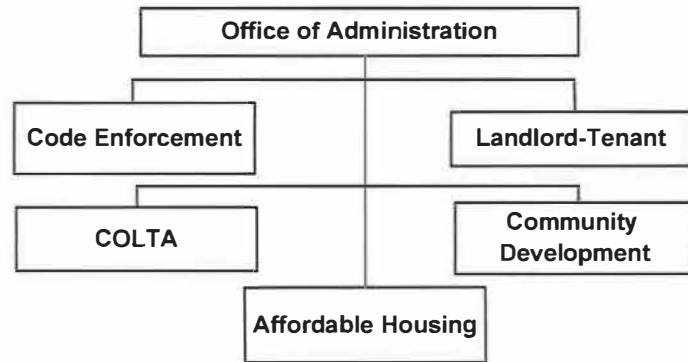 Office of Administration
Code Enforcement
Landlord-Tenant
COLTA
Community
Development
Affordable Housing